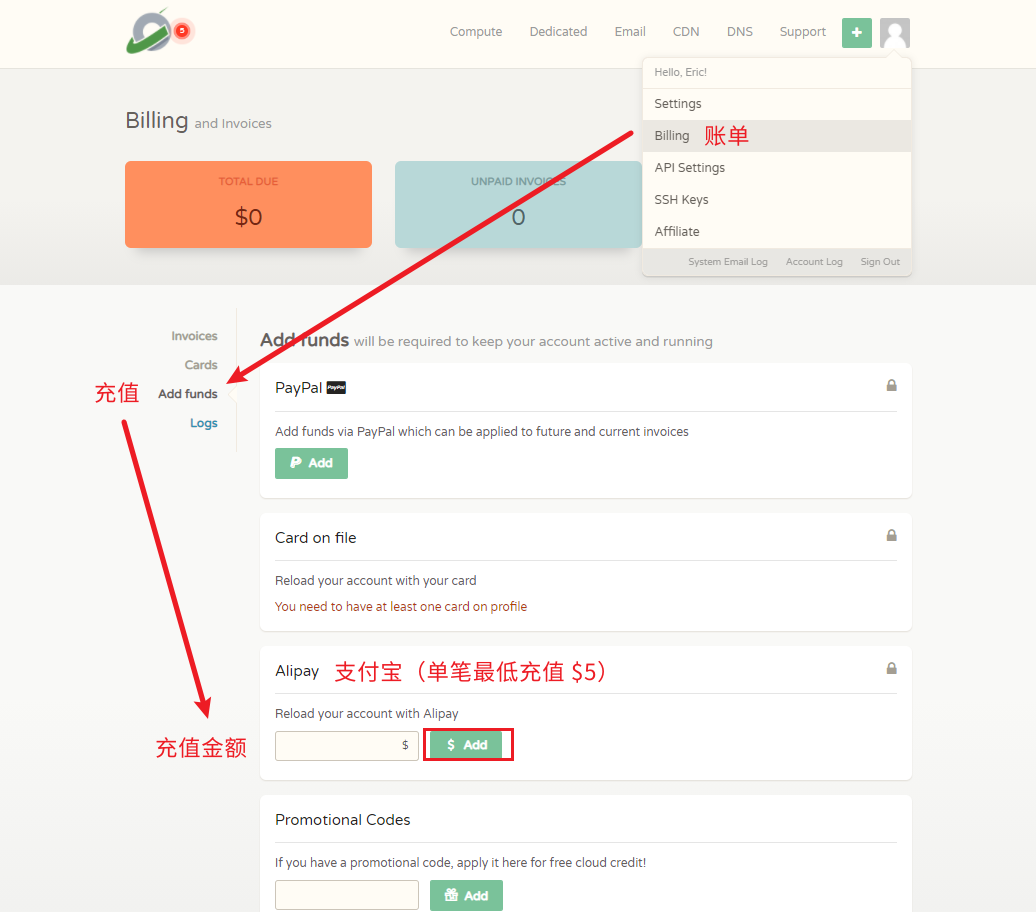 5
Compute Dedicated Email CDN DNS Support
Hello, Eric!
Settings
Billing 账单
API Settings
SSH Keys
Affiliate
System Email Log Account Log Sign Out
Billing and Invoices
TOTAL DUE
$0
UNPAID INVOICES
0
Invoices
Cards
充值 Add funds
Logs
充值金额
Add funds will be required to keep your account active and running
PayPal PayPal
Add funds via PayPal which can be applied to future and current invoices
Add
Card on file
Reload your account with your card
You need to have at least one card on profile
Alipay 支付宝（单笔最低充值 $5）
Reload your account with Alipay
$ $ Add
Promotional Codes
If you have a promotional code, apply it here for free cloud credit!
Add